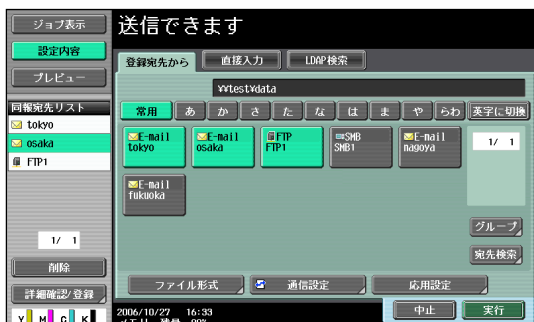 ジョブ表示
送信できます
設定内容
プレビュー
登録宛先から
直接入力
LDAP検索
¥¥test¥data
同報宛先リスト
tokyo
osaka
FTP1
常用 あ か さ た な は ま や らわ 英字に切換
E-mail
tokyo
E-mail
osaka
FTP
FTP1
SMB
SMB1
E-mail
nagoya
1/ 1
E-mail
fukuoka
グループ
宛先検索
1/ 1
削除
詳細確認/登録
ファイル形式
通信設定
応用設定
2006/10/27 16:33
中止
実行
Y M C K
メモリ 残量 99%